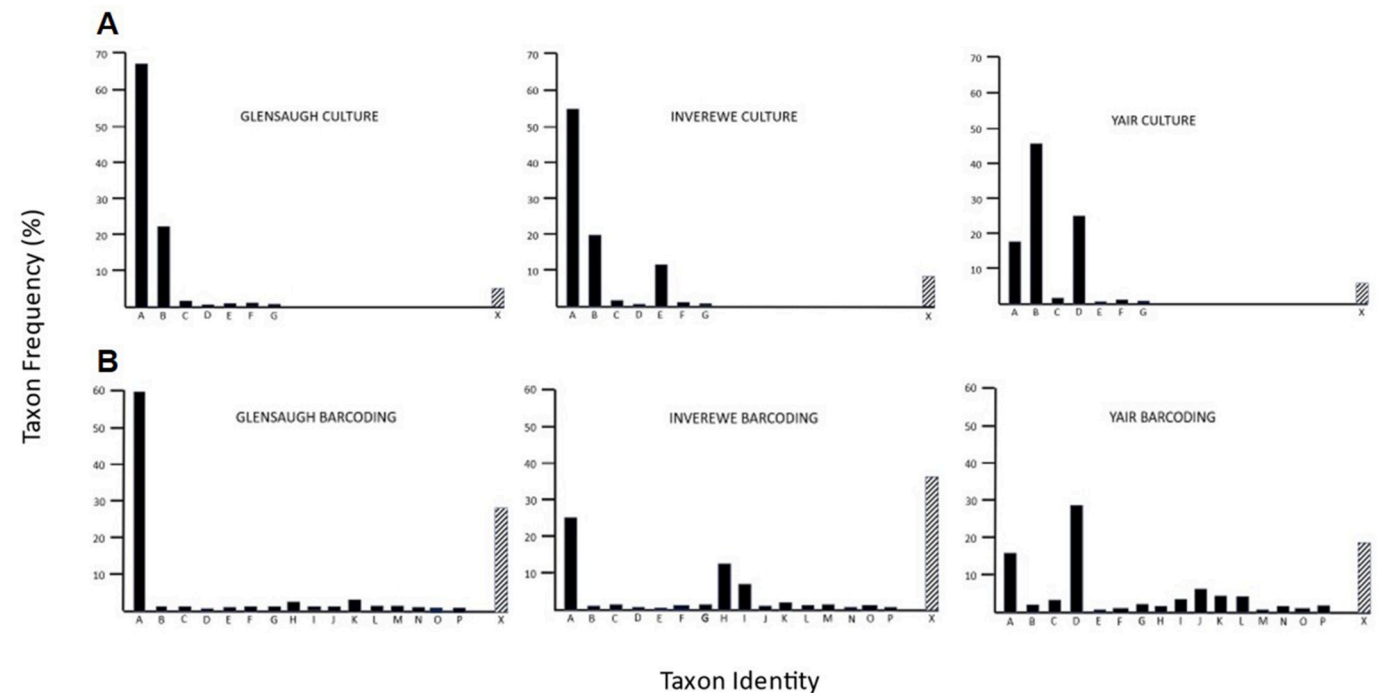 A
Taxon Frequency (%)
GLENSAUGH CULTURE
70
60
50
40
30
20
10
A B C D E F G X
INVEREWE CULTURE
70
60
50
40
30
20
10
A B C D E F G X
YAIR CULTURE
70
60
50
40
30
20
10
A B C D E F G X
B
GLENSAUGH BARCODING
60
50
40
30
20
10
A B C D E F G H I J K L M N O P X
INVEREWE BARCODING
60
50
40
30
20
10
A B C D E F G H I J K L M N O P X
YAIR BARCODING
60
50
40
30
20
10
A B C D E F G H I J K L M N O P X
Taxon Identity